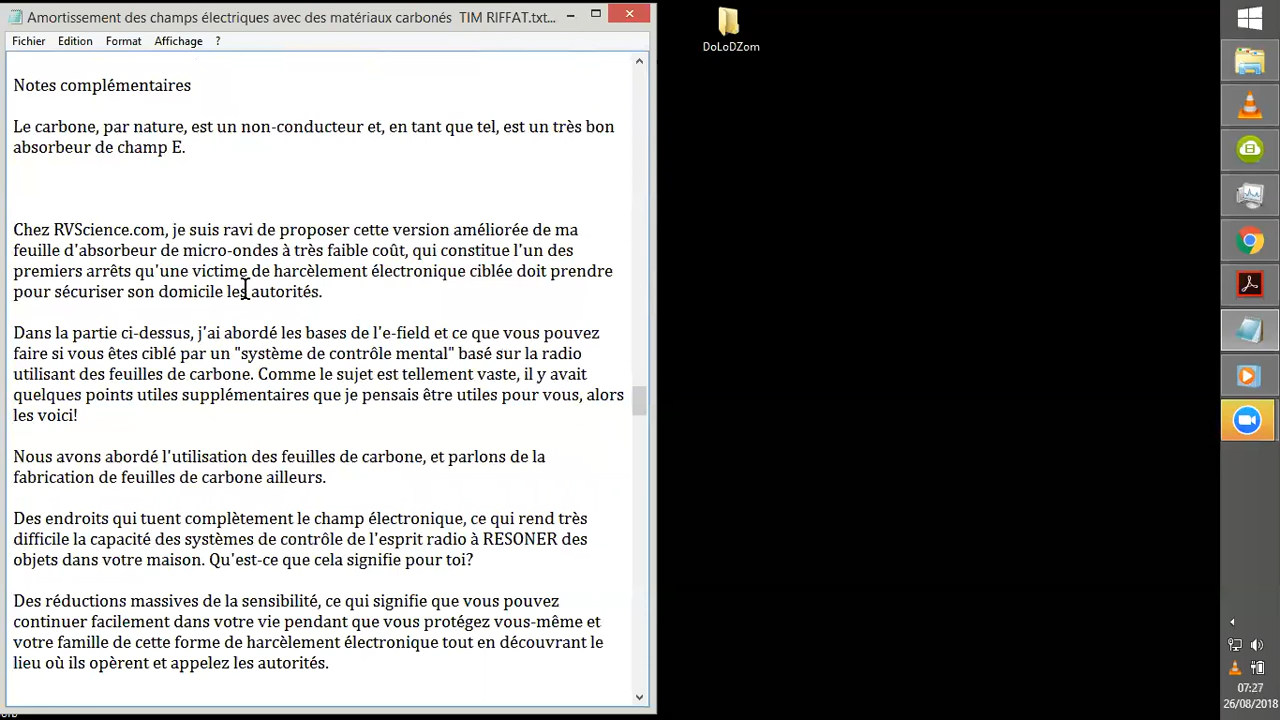 Amortissement des champs électriques avec des matériaux carbonés TIM RIFFAT.txt...
Fichier Edition Format Affichage ?
DoLoDZom
Notes complémentaires
Le carbone, par nature, est un non-conducteur et, en tant que tel, est un très bon
absorbeur de champ E.
Chez RVScience.com, je suis ravi de proposer cette version améliorée de ma
feuille d'absorbeur de micro-ondes à très faible coût, qui constitue l'un des
premiers arrêts qu'une victime de harcèlement électronique ciblée doit prendre
pour sécuriser son domicile les autorités.
Dans la partie ci-dessus, j'ai abordé les bases de l'e-field et ce que vous pouvez
faire si vous êtes ciblé par un "système de contrôle mental" basé sur la radio
utilisant des feuilles de carbone. Comme le sujet est tellement vaste, il y avait
quelques points utiles supplémentaires que je pensais être utiles pour vous, alors
les voici!
Nous avons abordé l'utilisation des feuilles de carbone, et parlons de la
fabrication de feuilles de carbone ailleurs.
Des endroits qui tuent complètement le champ électronique, ce qui rend très
difficile la capacité des systèmes de contrôle de l'esprit radio à RESONER des
objets dans votre maison. Qu'est-ce que cela signifie pour toi?
Des réductions massives de la sensibilité, ce qui signifie que vous pouvez
continuer facilement dans votre vie pendant que vous protégez vous-même et
votre famille de cette forme de harcèlement électronique tout en découvrant le
lieu où ils opèrent et appelez les autorités.
07:27
26/08/2018